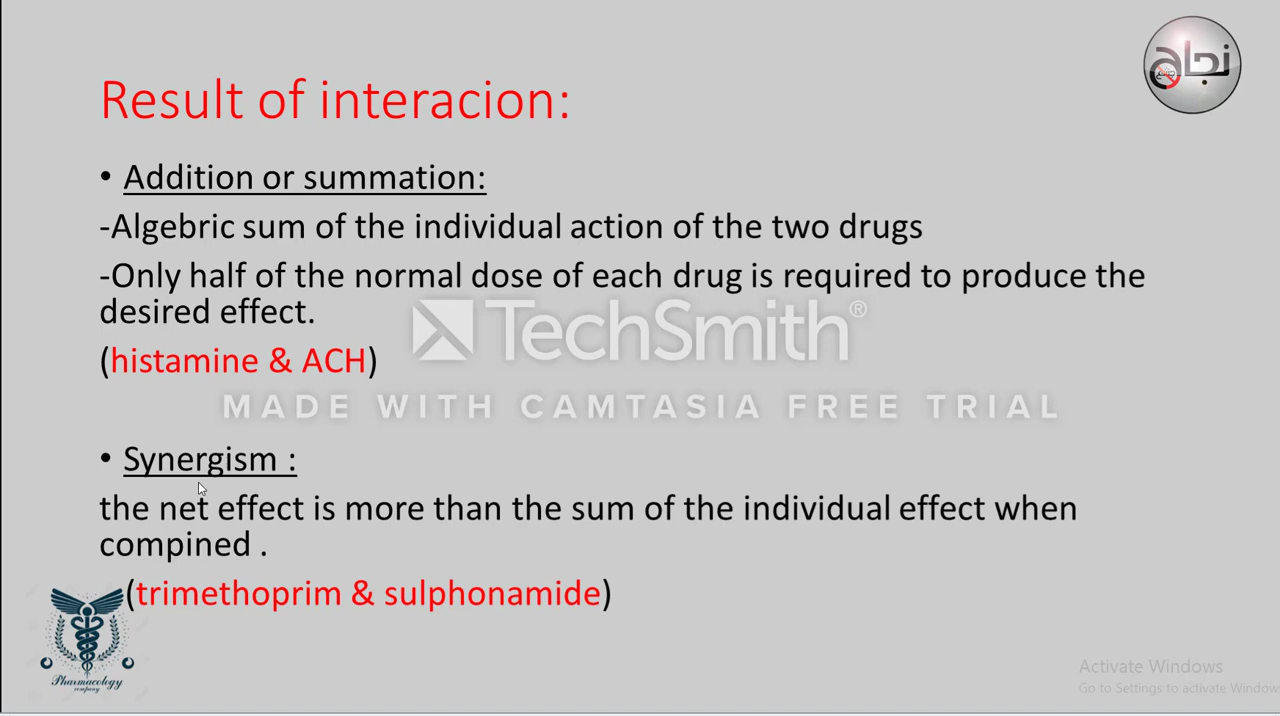 نجاح
Result of interacion:
• Addition or summation:
-Algebric sum of the individual action of the two drugs
-Only half of the normal dose of each drug is required to produce the
desired effect.
TechSmith®
(histamine & ACH)
MADE WITH CAMTASIA FREE TRIAL
• Synergism :
the net effect is more than the sum of the individual effect when
compined .
(trimethoprim & sulphonamide)
Pharmacology
company
Activate Windows
Go to Settings to activate Window